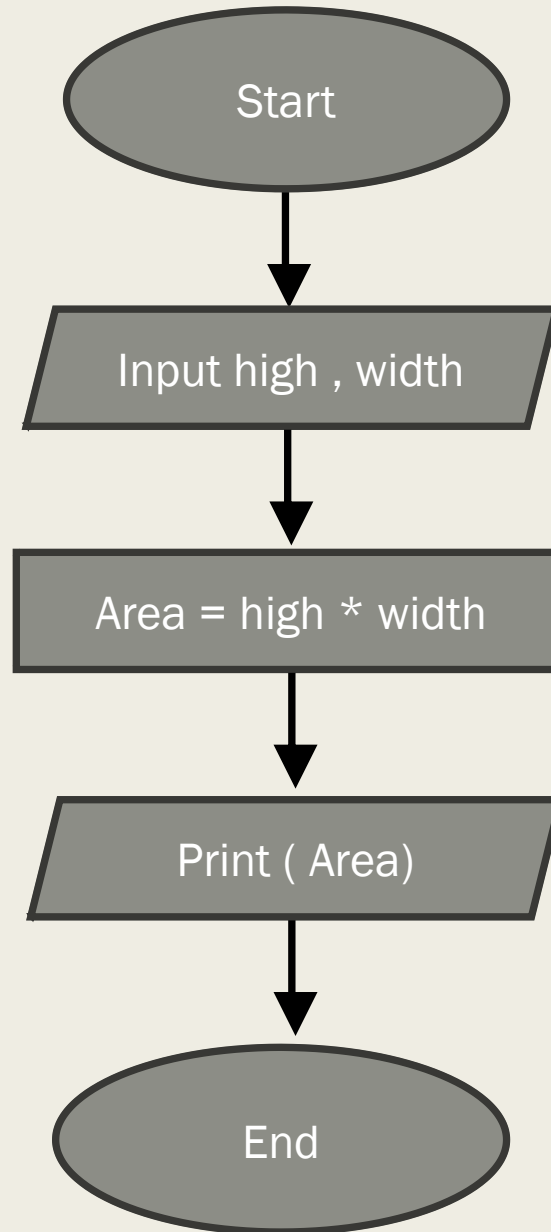 Start
Input high , width
Area = high * width
Print ( Area)
End